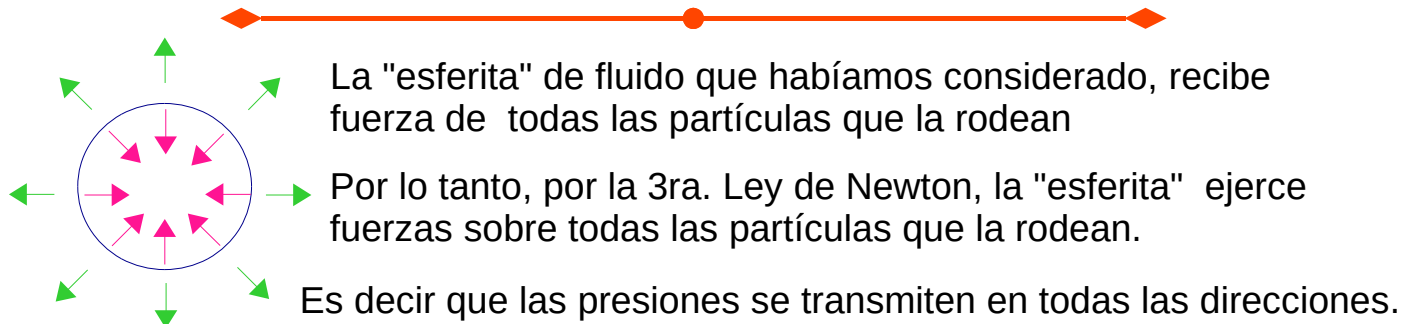 La "esferita" de fluido que habíamos considerado, recibe
fuerza de  todas las partículas que la rodean
Por lo tanto, por la 3ra. Ley de Newton, la "esferita"  ejerce
fuerzas sobre todas las partículas que la rodean.
Es decir que las presiones se transmiten en todas las direcciones.